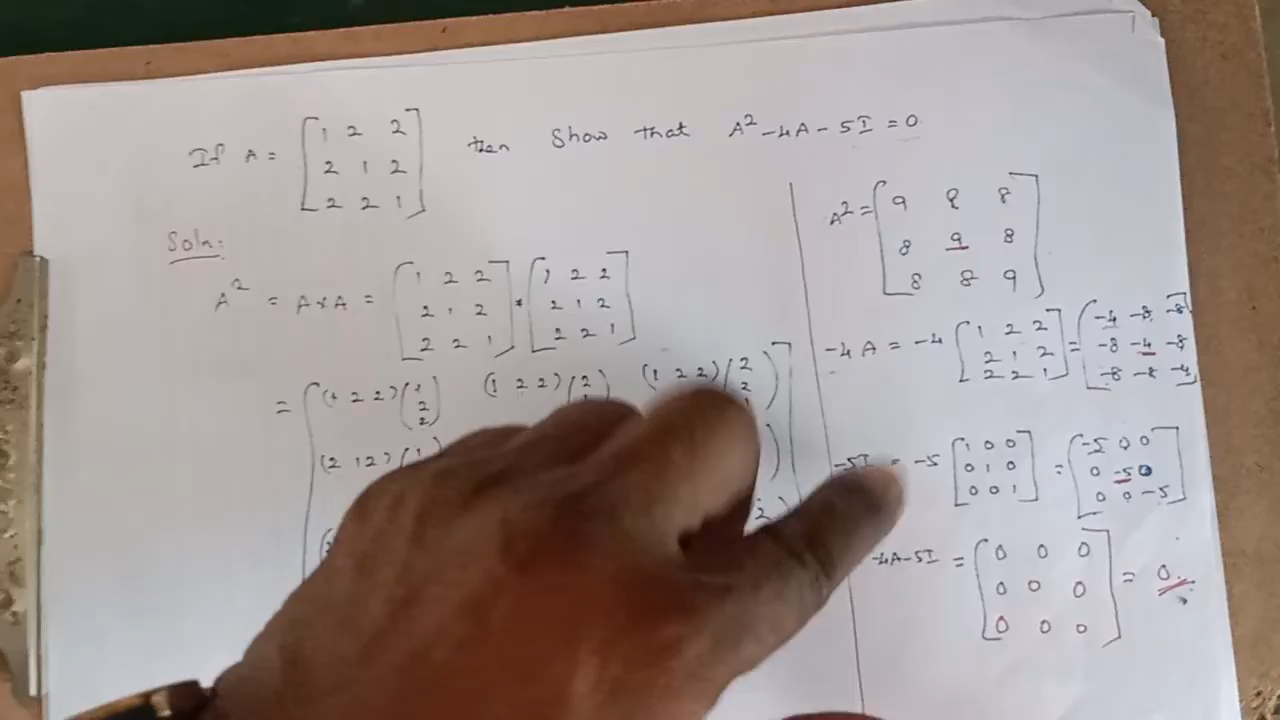 If A = [1 2 2
2 1 2
2 2 1] then Show that A² - 4A - 5I = 0.
Soln:
A² = A x A = [1 2 2
2 1 2
2 2 1] * [1 2 2
2 1 2
2 2 1]
= [(1 2 2) (1
2
2) (1 2 2) (2 (1 2 2) (2
2
(2 1 2) (1
2
A² = [9 8 8
8 9 8
8 8 9]
-4A = -4 [1 2 2
2 1 2
2 2 1] = [-4 -8 -8
-8 -4 -8
-8 -8 -4]
-5I = -5 [1 0 0
0 1 0
0 0 1] = [-5 0 0
0 -5 0
0 0 -5]
-4A-5I = [0 0 0
0 0 0
0 0 0] = 0.